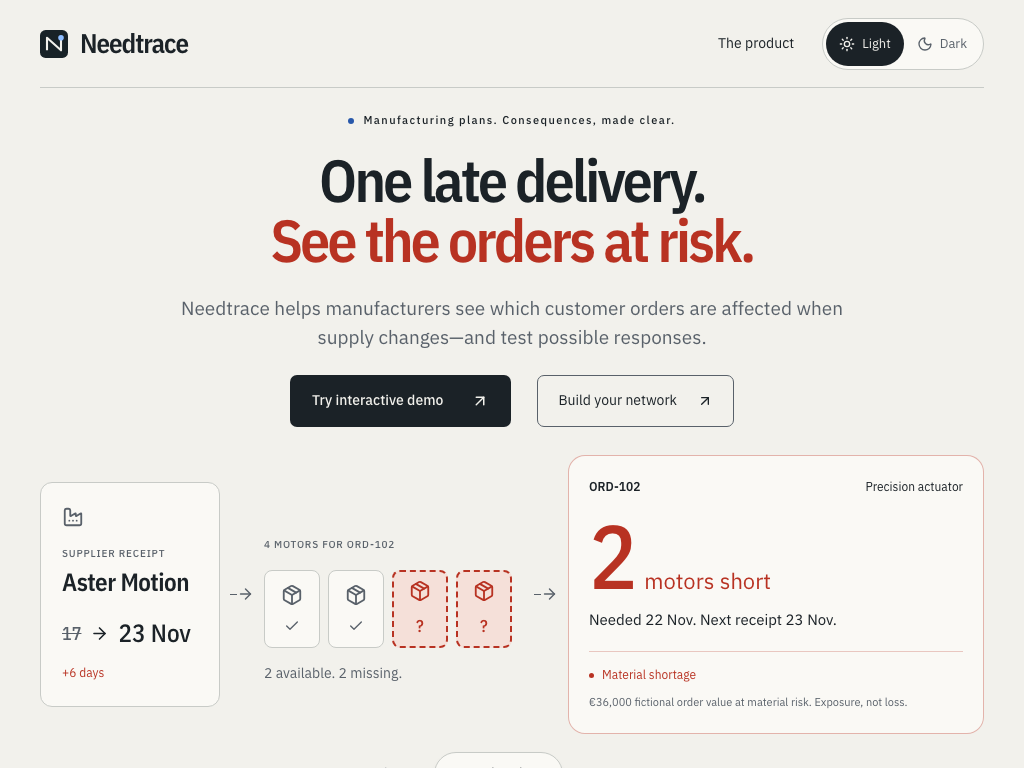 Needtrace
The product
Light
Dark
Manufacturing plans. Consequences, made clear.
One late delivery.
See the orders at risk.
Needtrace helps manufacturers see which customer orders are affected when
supply changes—and test possible responses.
Try interactive demo
Build your network
SUPPLIER RECEIPT
Aster Motion
17 → 23 Nov
+6 days
4 MOTORS FOR ORD-102
? ?
2 available. 2 missing.
ORD-102
Precision actuator
2 motors short
Needed 22 Nov. Next receipt 23 Nov.
Material shortage
€36,000 fictional order value at material risk. Exposure, not loss.